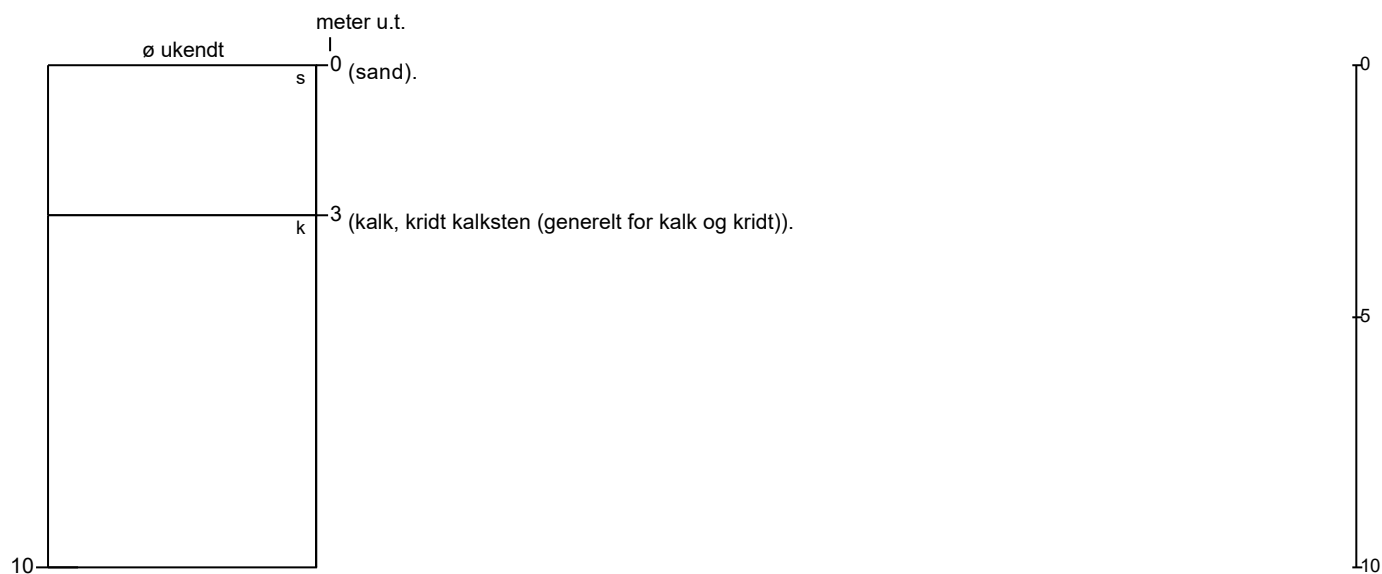 meter u.t.
ø ukendt
0 (sand).
s
3 (kalk, kridt kalksten (generelt for kalk og kridt)).
k
10
0
5
10